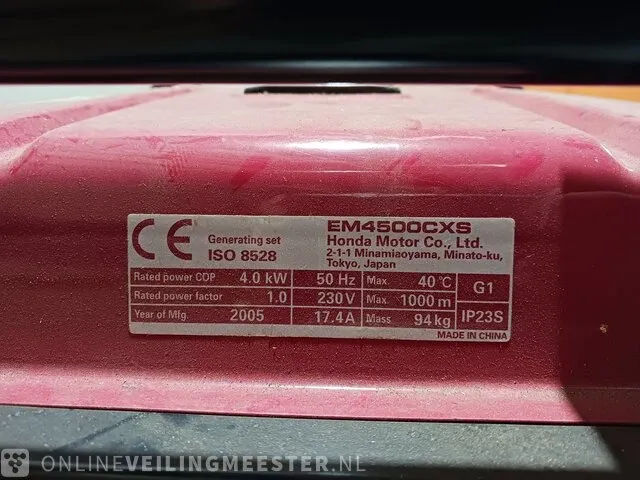 CE
Generating set
ISO 8528
EM4500CXS
Honda Motor Co., Ltd.
2-1-1 Minamiaoyama, Minato-ku,
Tokyo, Japan
Rated power COP 4.0 kW 50 Hz Max. 40 °C G1
Rated power factor 1.0 230 V Max. 1000 m
Year of Mfg. 2005 17.4 A Mass 94 kg IP23S
MADE IN CHINA
ONLINEVEILINGMEESTER.NL